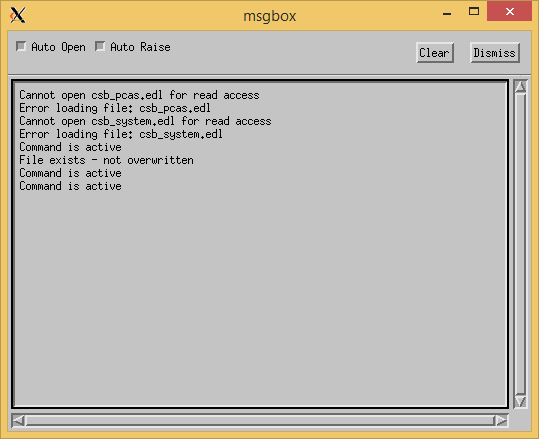 msgbox
Auto Open Auto Raise Clear Dismiss
Cannot open csb_pcas.edl for read access
Error loading file: csb_pcas.edl
Cannot open csb_system.edl for read access
Error loading file: csb_system.edl
Command is active
File exists - not overwritten
Command is active
Command is active